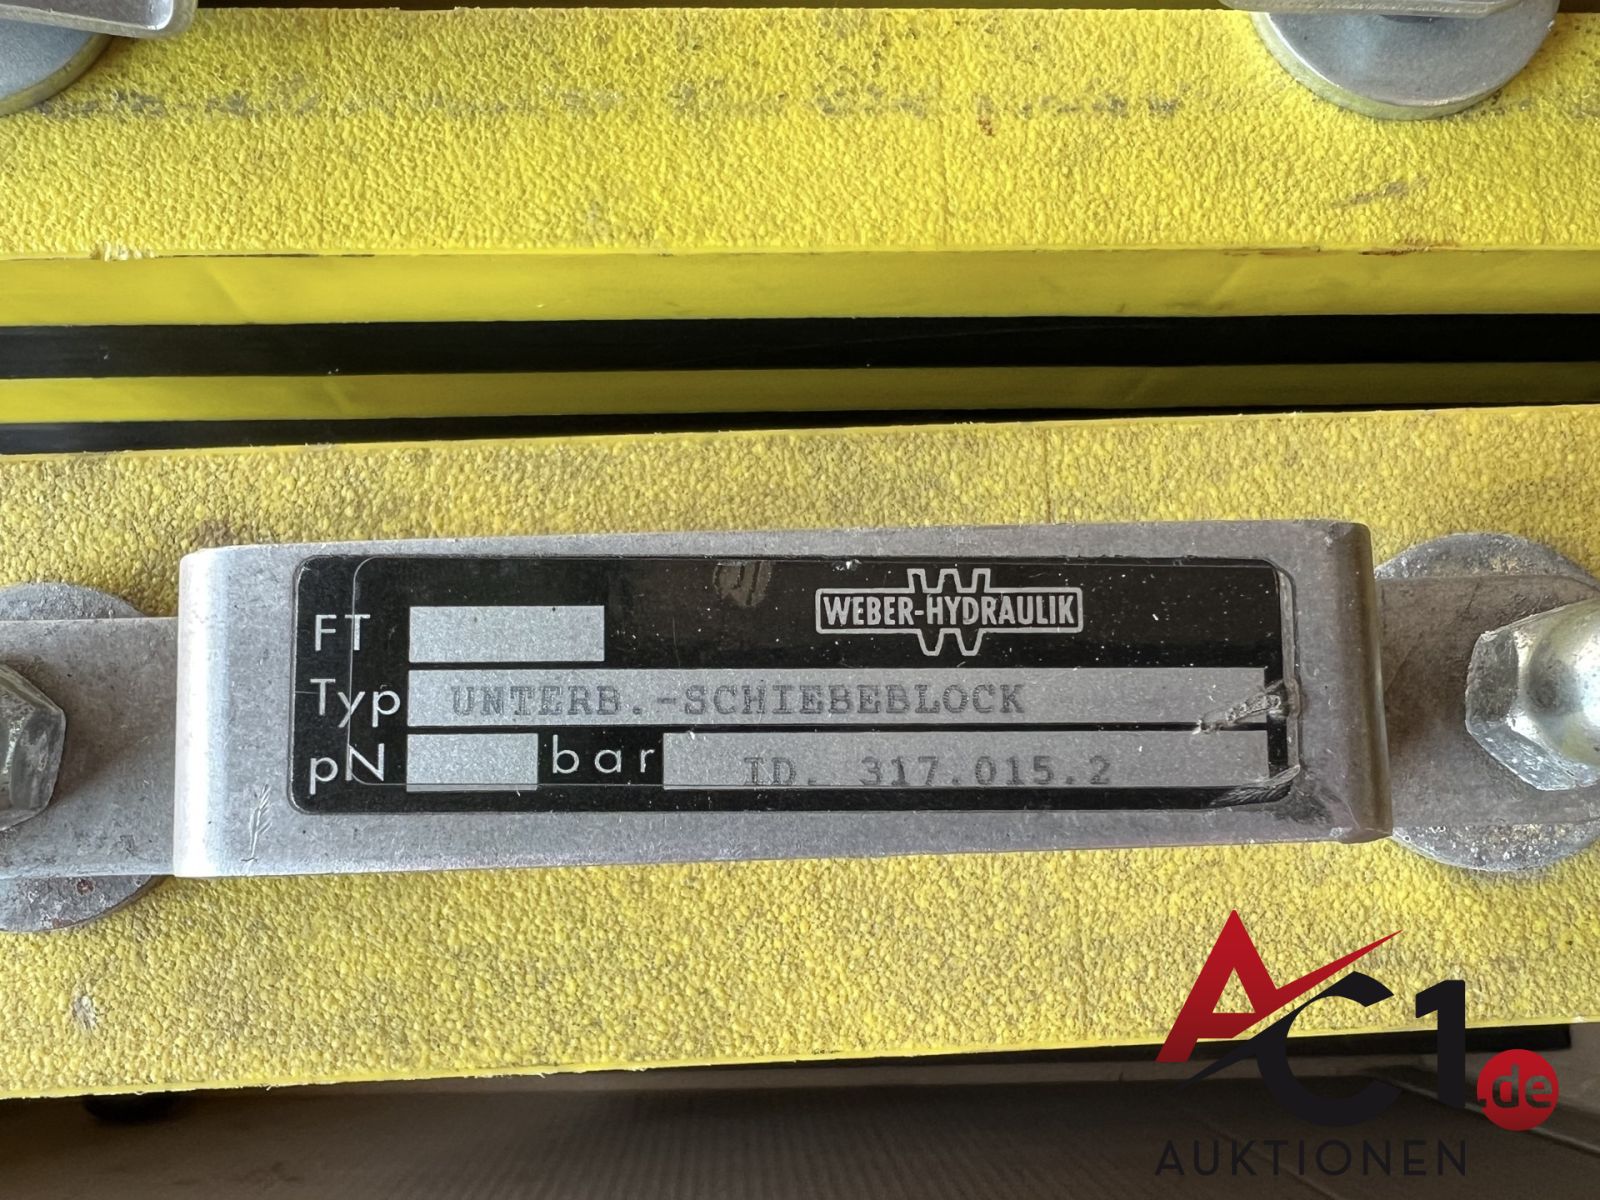 FT
WEBER-HYDRAULIK
Typ UNTERB.-SCHIEBEBLOCK
pN bar ID. 317.015.2
AC1.de
AUKTIONEN